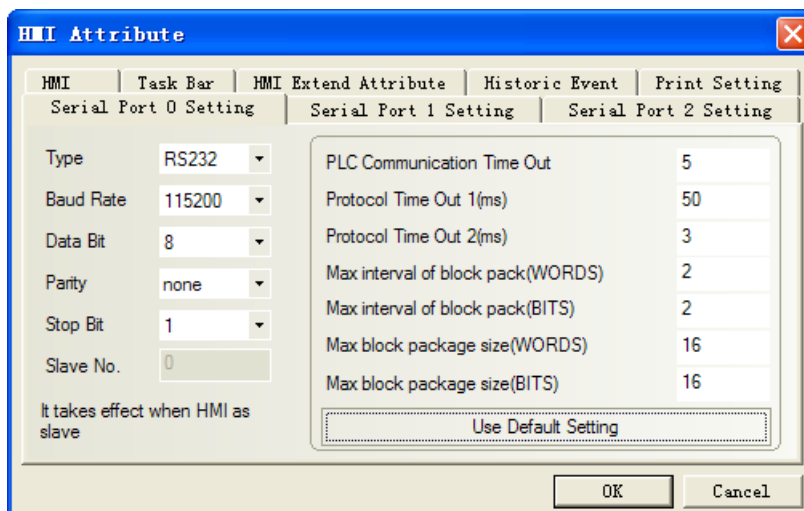 HMI Attribute
HMI Task Bar HMI Extend Attribute Historic Event Print Setting
Serial Port 0 Setting Serial Port 1 Setting Serial Port 2 Setting
Type RS232
Baud Rate 115200
Data Bit 8
Parity none
Stop Bit 1
Slave No. 0
It takes effect when HMI as
slave
PLC Communication Time Out 5
Protocol Time Out 1(ms) 50
Protocol Time Out 2(ms) 3
Max interval of block pack(WORDS) 2
Max interval of block pack(BITS) 2
Max block package size(WORDS) 16
Max block package size(BITS) 16
Use Default Setting
OK Cancel